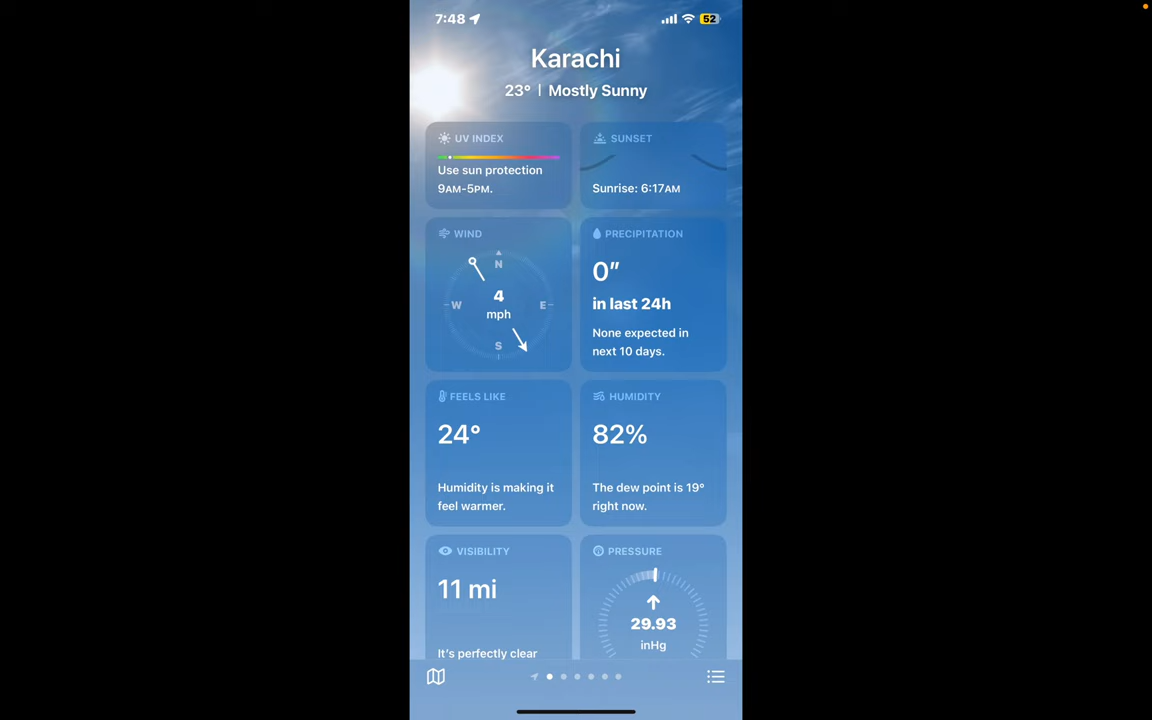 7:48
52
Karachi
23° | Mostly Sunny
UV INDEX
Use sun protection
9AM-5PM.
SUNSET
Sunrise: 6:17AM
WIND
N
W
E
S
4
mph
PRECIPITATION
0”
in last 24h
None expected in
next 10 days.
FEELS LIKE
24°
Humidity is making it
feel warmer.
HUMIDITY
82%
The dew point is 19°
right now.
VISIBILITY
11 mi
It’s perfectly clear
PRESSURE
29.93
inHg